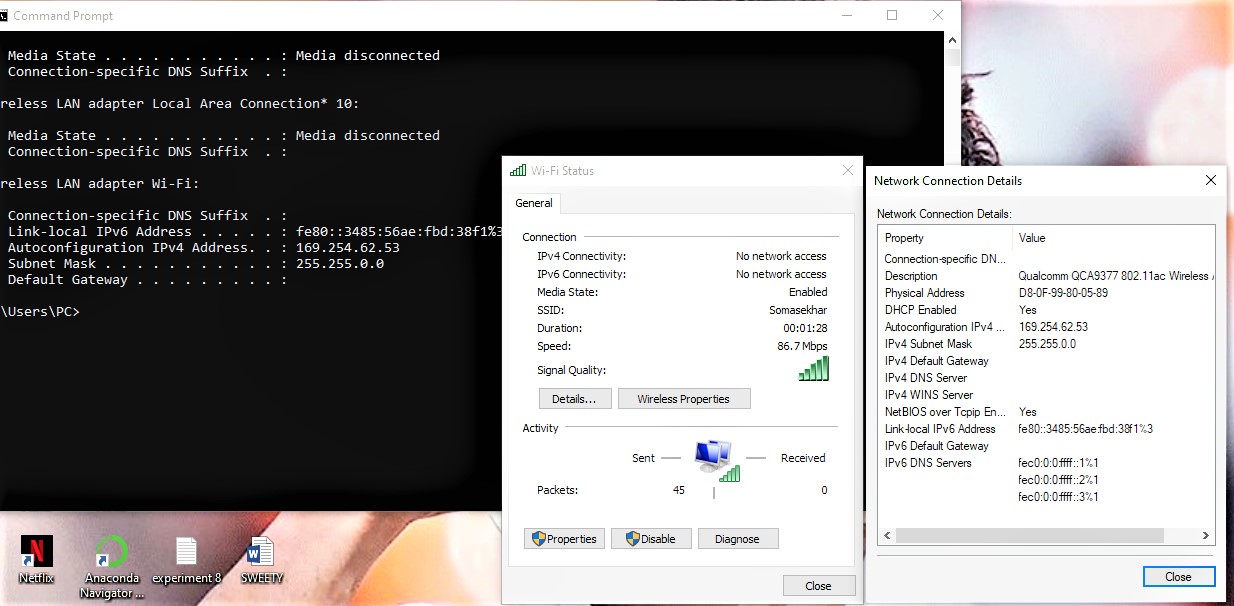 Command Prompt
Media State . . . . . . . . . . . : Media disconnected
Connection-specific DNS Suffix  . :
reless LAN adapter Local Area Connection* 10:
Media State . . . . . . . . . . . : Media disconnected
Connection-specific DNS Suffix  . :
reless LAN adapter Wi-Fi:
Connection-specific DNS Suffix  . :
Link-local IPv6 Address . . . . . : fe80::3485:56ae:fbd:38f1%3
Autoconfiguration IPv4 Address. . : 169.254.62.53
Subnet Mask . . . . . . . . . . . : 255.255.0.0
Default Gateway . . . . . . . . . :
\Users\PC>
Wi-Fi Status
General
Connection
IPv4 Connectivity: No network access
IPv6 Connectivity: No network access
Media State: Enabled
SSID: Somasekhar
Duration: 00:01:28
Speed: 86.7 Mbps
Signal Quality:
Details...
Wireless Properties
Activity
Sent
Received
Packets: 45 0
Properties
Disable
Diagnose
Close
Network Connection Details
Network Connection Details:
Property Value
Connection-specific DN...
Description Qualcomm QCA9377 802.11ac Wireless
Physical Address D8-0F-99-80-05-89
DHCP Enabled Yes
Autoconfiguration IPv4 ... 169.254.62.53
IPv4 Subnet Mask 255.255.0.0
IPv4 Default Gateway
IPv4 DNS Server
IPv4 WINS Server
NetBIOS over Tcpip En... Yes
Link-local IPv6 Address fe80::3485:56ae:fbd:38f1%3
IPv6 Default Gateway
IPv6 DNS Servers fec0:0:0:ffff::1%1
fec0:0:0:ffff::2%1
fec0:0:0:ffff::3%1
Close
Netflix
Anaconda
Navigator ...
experiment 8
SWEETY